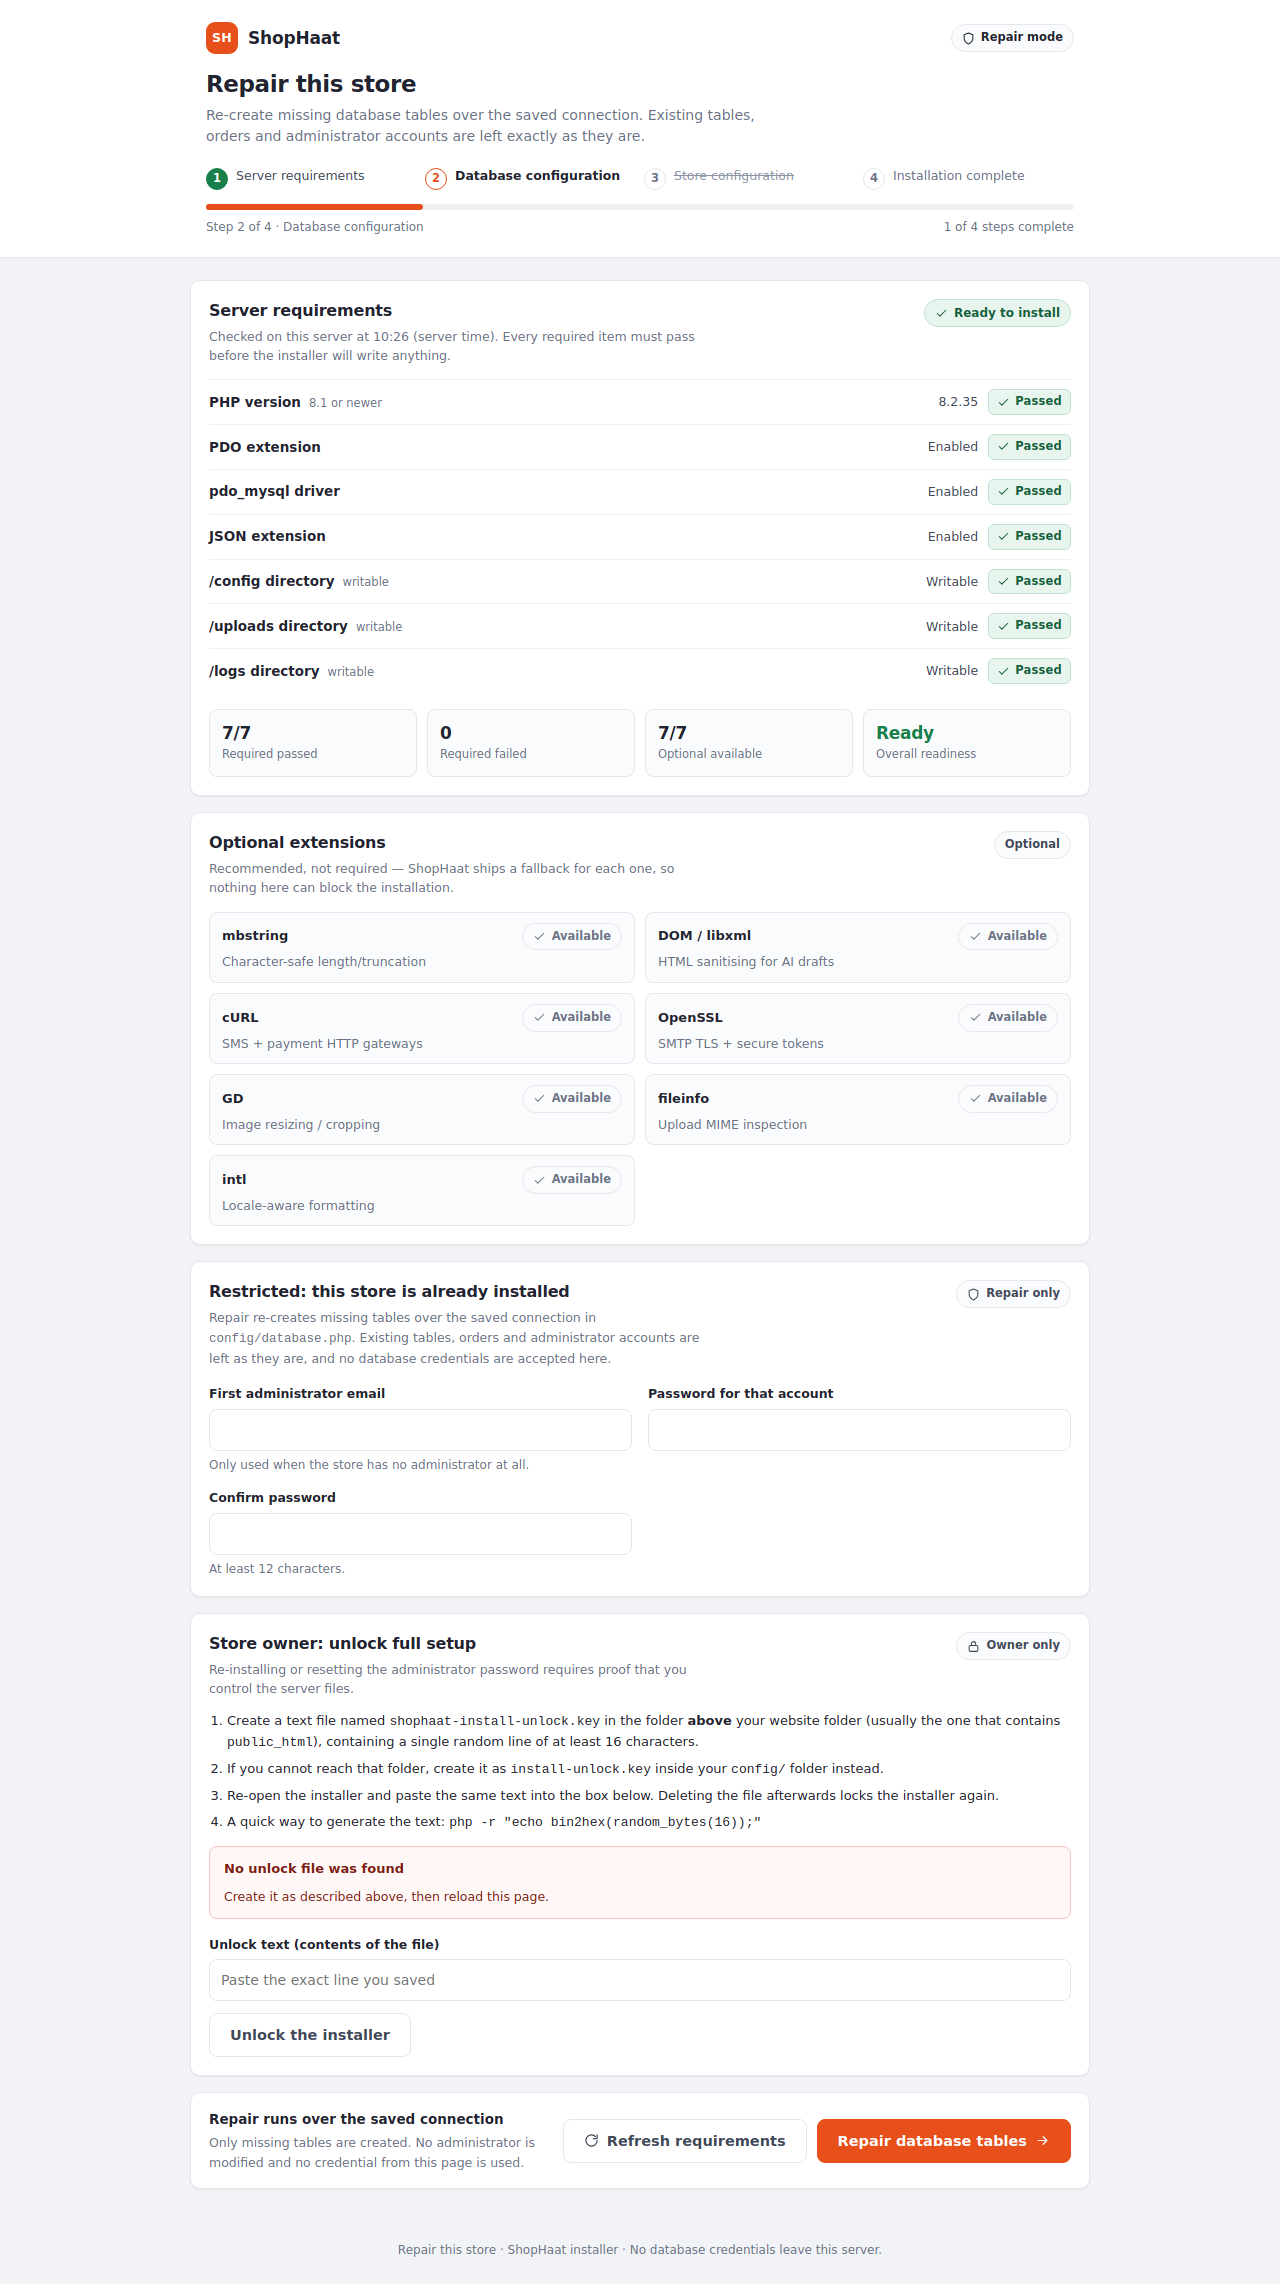 SH ShopHaat
Repair mode
Repair this store
Re-create missing database tables over the saved connection. Existing tables,
orders and administrator accounts are left exactly as they are.
1 Server requirements
2 Database configuration
3 Store configuration
4 Installation complete
Step 2 of 4 · Database configuration
1 of 4 steps complete
Server requirements
Ready to install
Checked on this server at 10:26 (server time). Every required item must pass
before the installer will write anything.
PHP version 8.1 or newer 8.2.35 Passed
PDO extension Enabled Passed
pdo_mysql driver Enabled Passed
JSON extension Enabled Passed
/config directory writable Writable Passed
/uploads directory writable Writable Passed
/logs directory writable Writable Passed
7/7
Required passed
0
Required failed
7/7
Optional available
Ready
Overall readiness
Optional extensions
Optional
Recommended, not required — ShopHaat ships a fallback for each one, so
nothing here can block the installation.
mbstring Available
Character-safe length/truncation
DOM / libxml Available
HTML sanitising for AI drafts
cURL Available
SMS + payment HTTP gateways
OpenSSL Available
SMTP TLS + secure tokens
GD Available
Image resizing / cropping
fileinfo Available
Upload MIME inspection
intl Available
Locale-aware formatting
Restricted: this store is already installed
Repair only
Repair re-creates missing tables over the saved connection in
config/database.php. Existing tables, orders and administrator accounts are
left as they are, and no database credentials are accepted here.
First administrator email
Password for that account
Only used when the store has no administrator at all.
Confirm password
At least 12 characters.
Store owner: unlock full setup
Owner only
Re-installing or resetting the administrator password requires proof that you
control the server files.
1. Create a text file named shophaat-install-unlock.key in the folder above your website folder (usually the one that contains
public_html), containing a single random line of at least 16 characters.
2. If you cannot reach that folder, create it as install-unlock.key inside your config/ folder instead.
3. Re-open the installer and paste the same text into the box below. Deleting the file afterwards locks the installer again.
4. A quick way to generate the text: php -r "echo bin2hex(random_bytes(16));"
No unlock file was found
Create it as described above, then reload this page.
Unlock text (contents of the file)
Paste the exact line you saved
Unlock the installer
Repair runs over the saved connection
Only missing tables are created. No administrator is
modified and no credential from this page is used.
Refresh requirements
Repair database tables
Repair this store · ShopHaat installer · No database credentials leave this server.